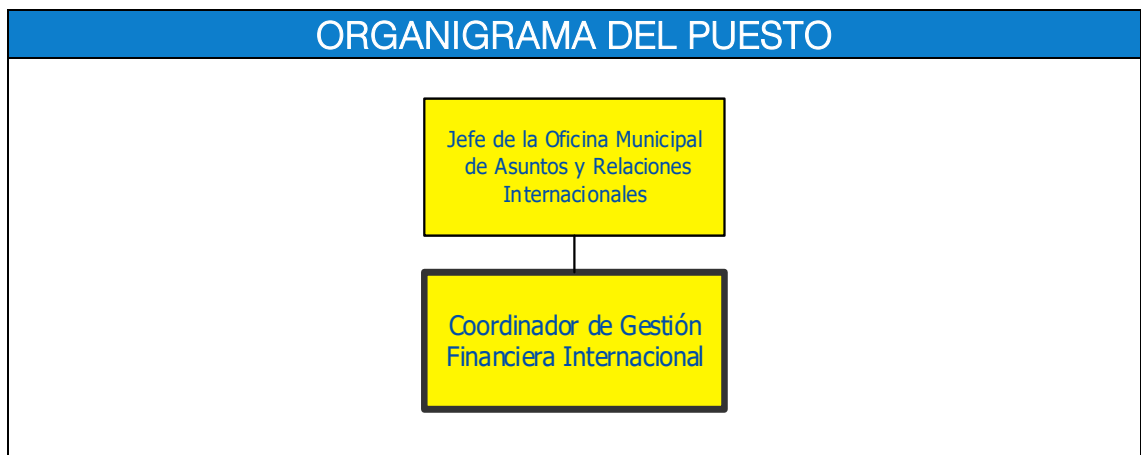 ORGANIGRAMA DEL PUESTO
Jefe de la Oficina Municipal
de Asuntos y Relaciones
Internacionales
Coordinador de Gestión
Financiera Internacional